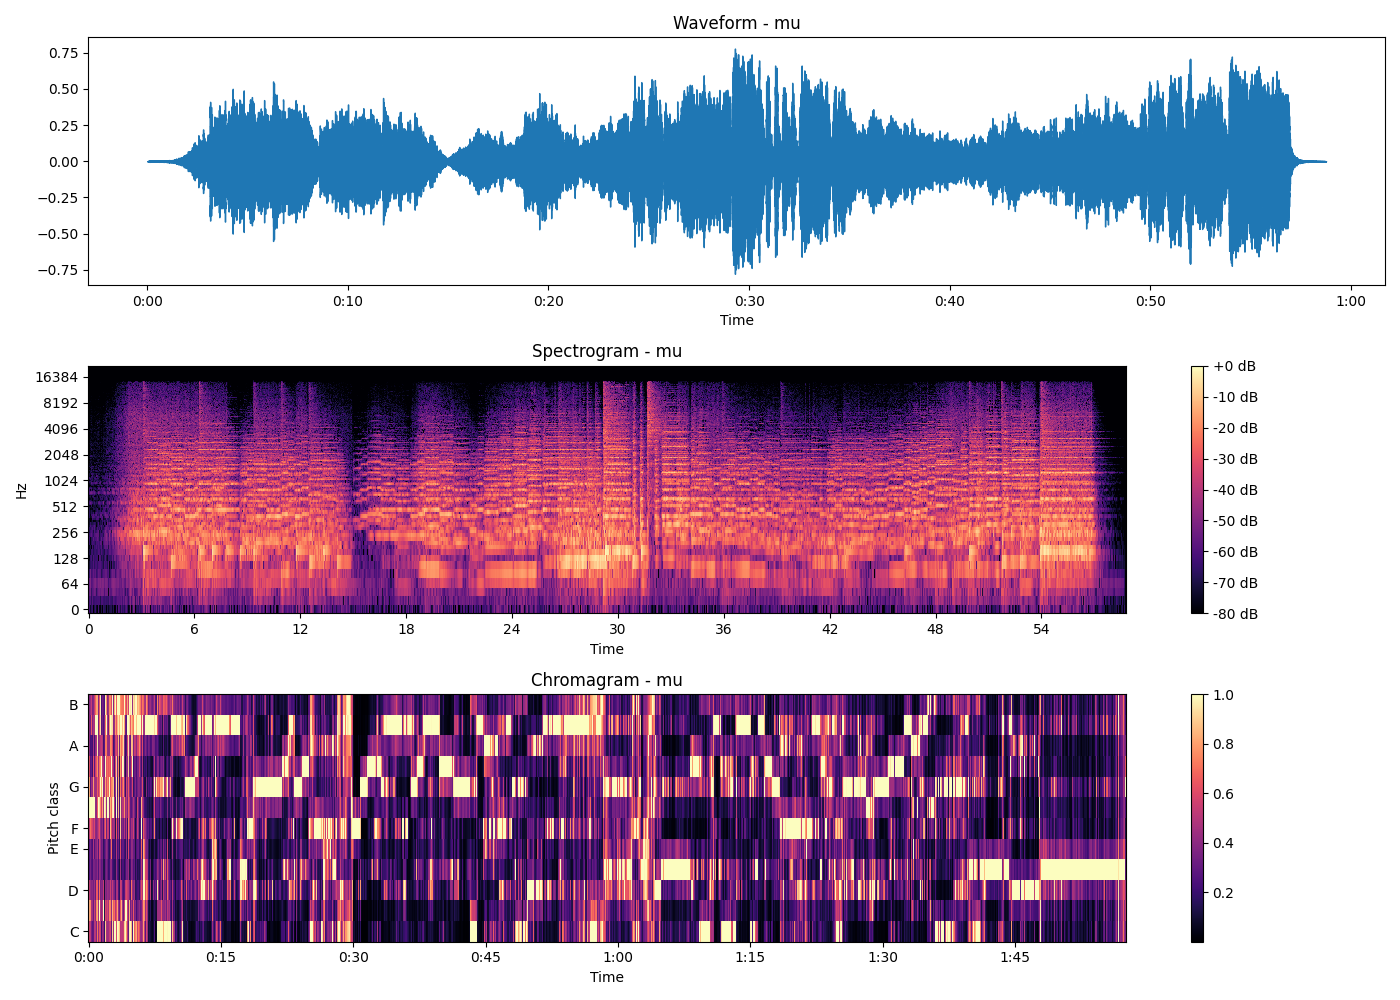 Waveform - mu
0.75
0.50
0.25
0.00
−0.25
−0.50
−0.75
0:00 0:10 0:20 0:30 0:40 0:50 1:00
Time
Spectrogram - mu
Hz
16384
8192
4096
2048
1024
512
256
128
64
0
0 6 12 18 24 30 36 42 48 54
Time
+0 dB
-10 dB
-20 dB
-30 dB
-40 dB
-50 dB
-60 dB
-70 dB
-80 dB
Chromagram - mu
Pitch class
B
A
G
F
E
D
C
0:00 0:15 0:30 0:45 1:00 1:15 1:30 1:45
Time
1.0
0.8
0.6
0.4
0.2